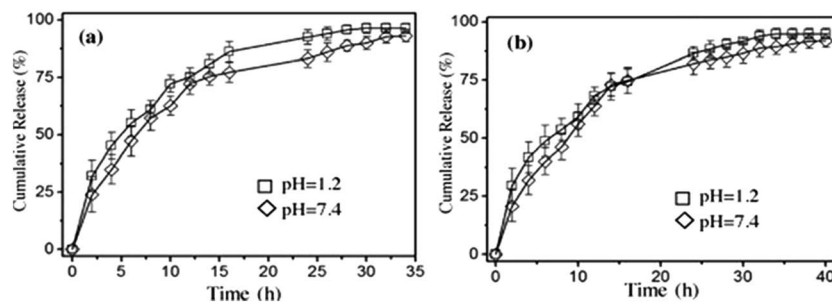 (a)
Cumulative Release (%)
100
75
50
25
0
pH=1.2
pH=7.4
0 5 10 15 20 25 30 35
Time (h)
(b)
Cumulative Release (%)
100
75
50
25
0
pH=1.2
pH=7.4
0 10 20 30 40
Time (h)